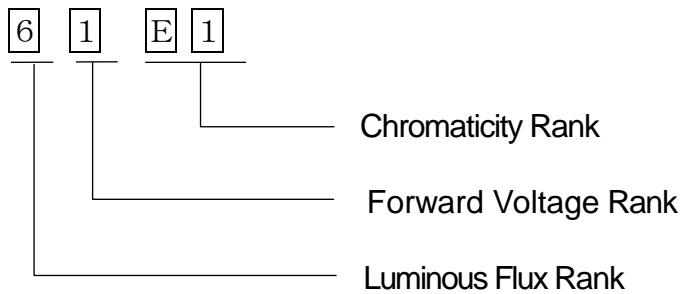 6 1 E 1
Chromaticity Rank
Forward Voltage Rank
Luminous Flux Rank